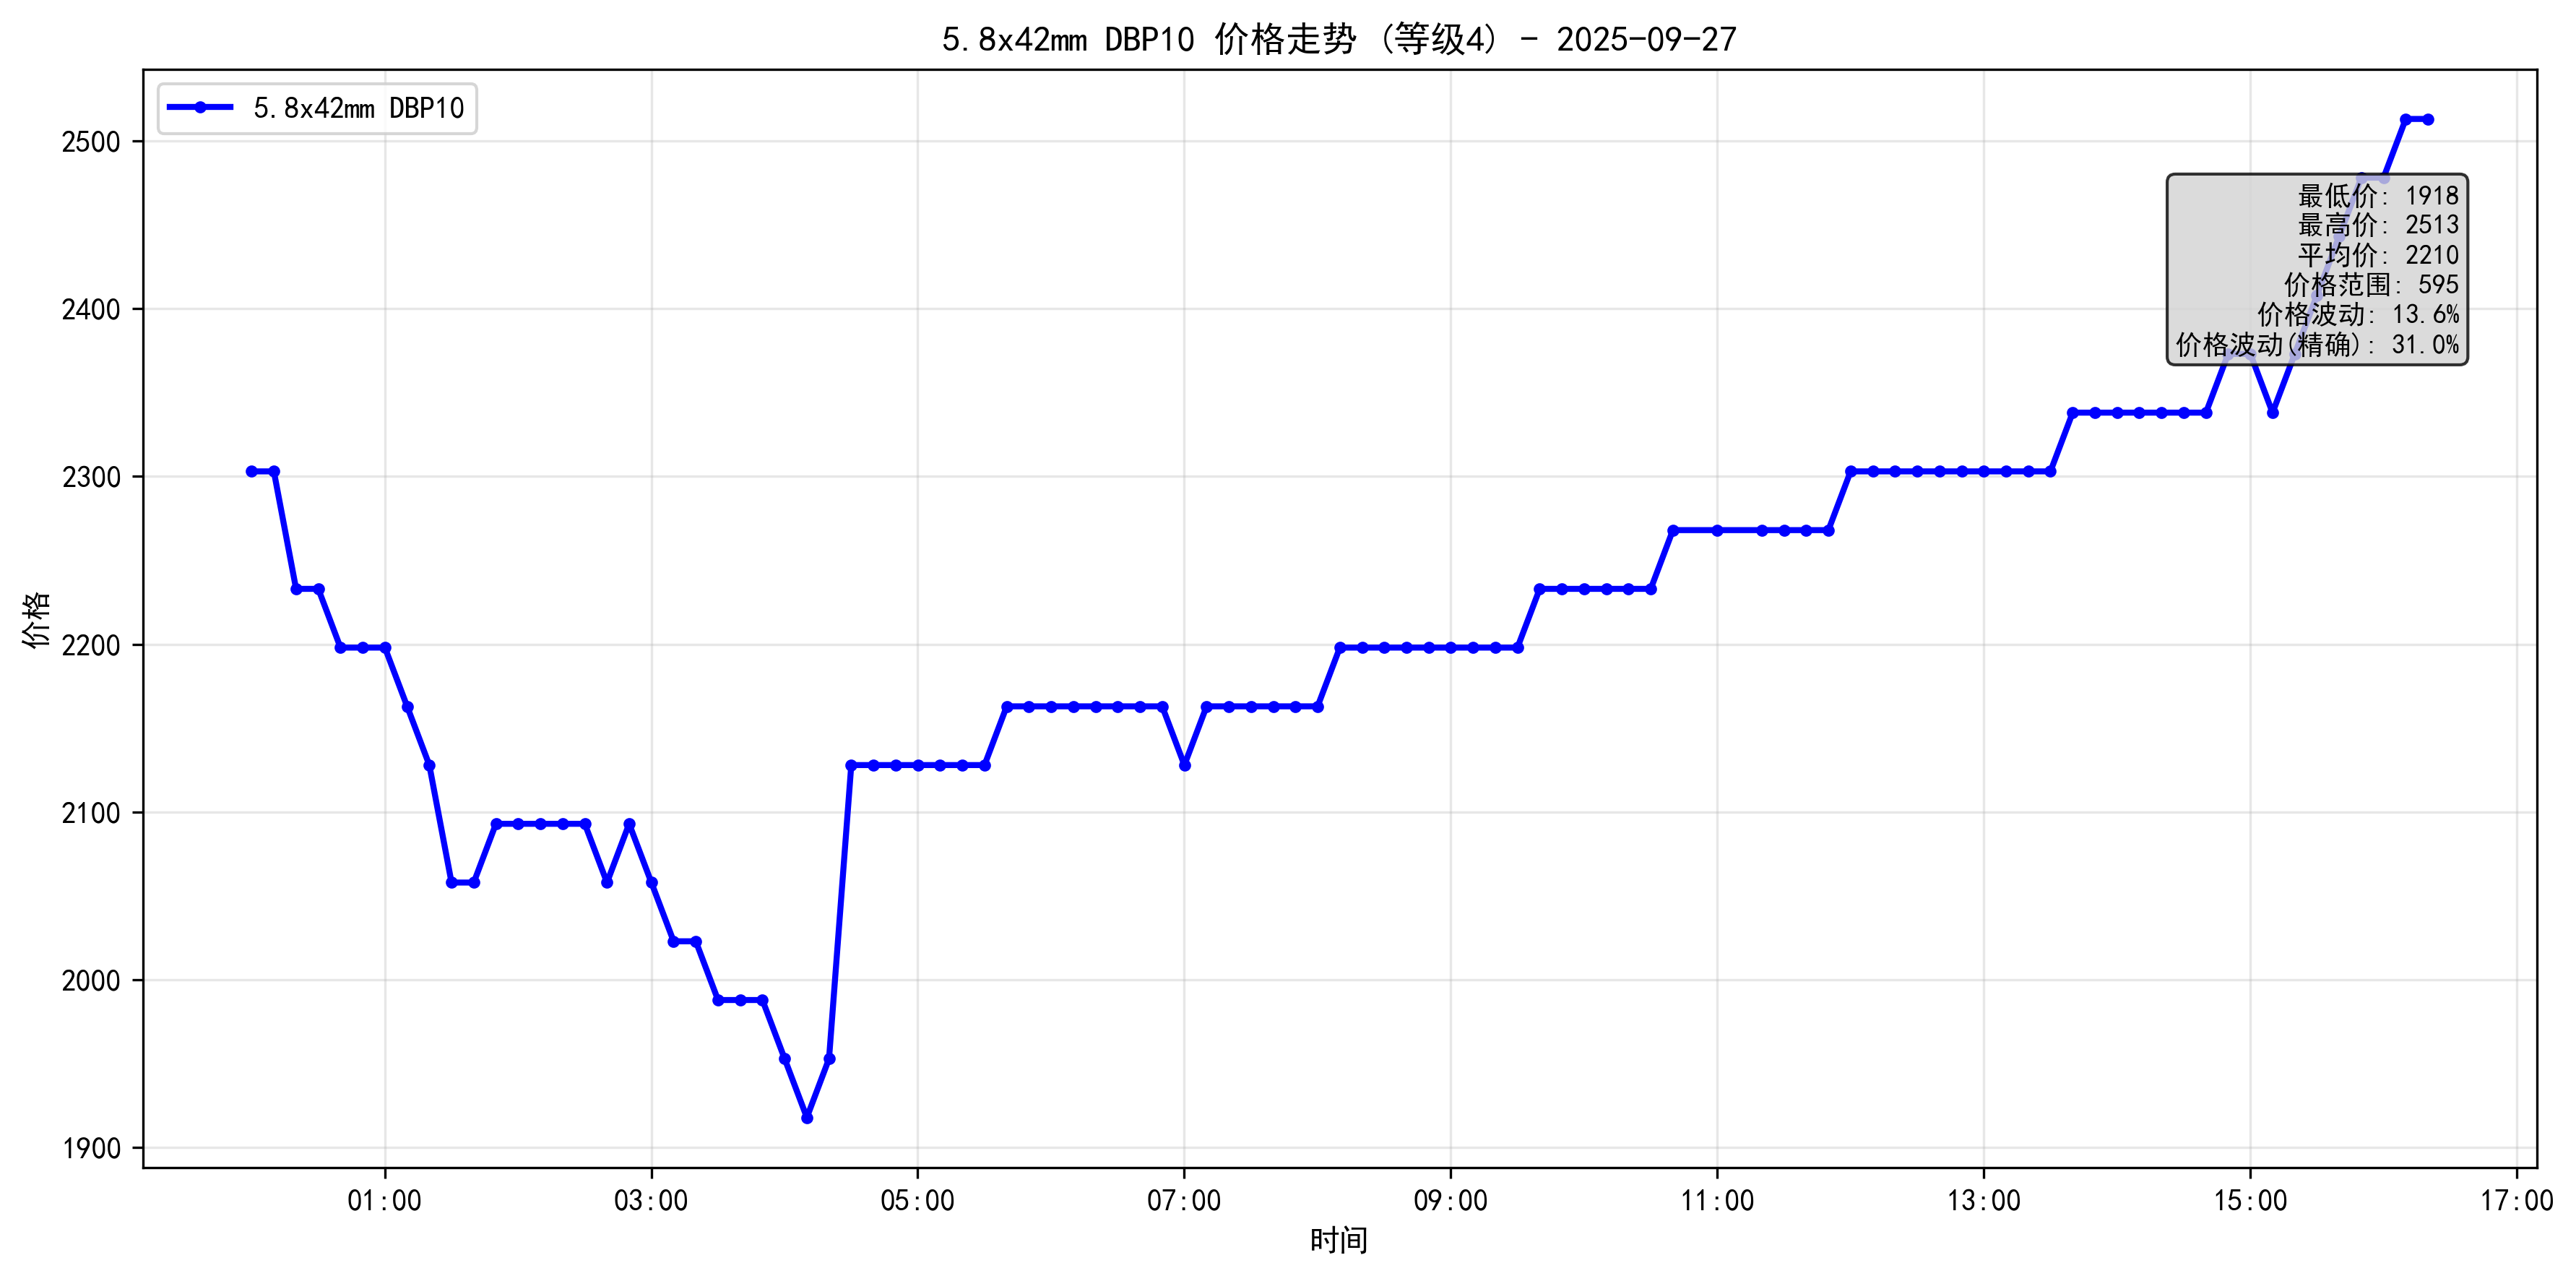 5.8x42mm DBP10 价格走势 (等级4) - 2025-09-27
5.8x42mm DBP10
最低价: 1918
最高价: 2513
平均价: 2210
价格范围: 595
价格波动: 13.6%
价格波动(精确): 31.0%
价格
2500
2400
2300
2200
2100
2000
1900
01:00 03:00 05:00 07:00 09:00 11:00 13:00 15:00 17:00
时间